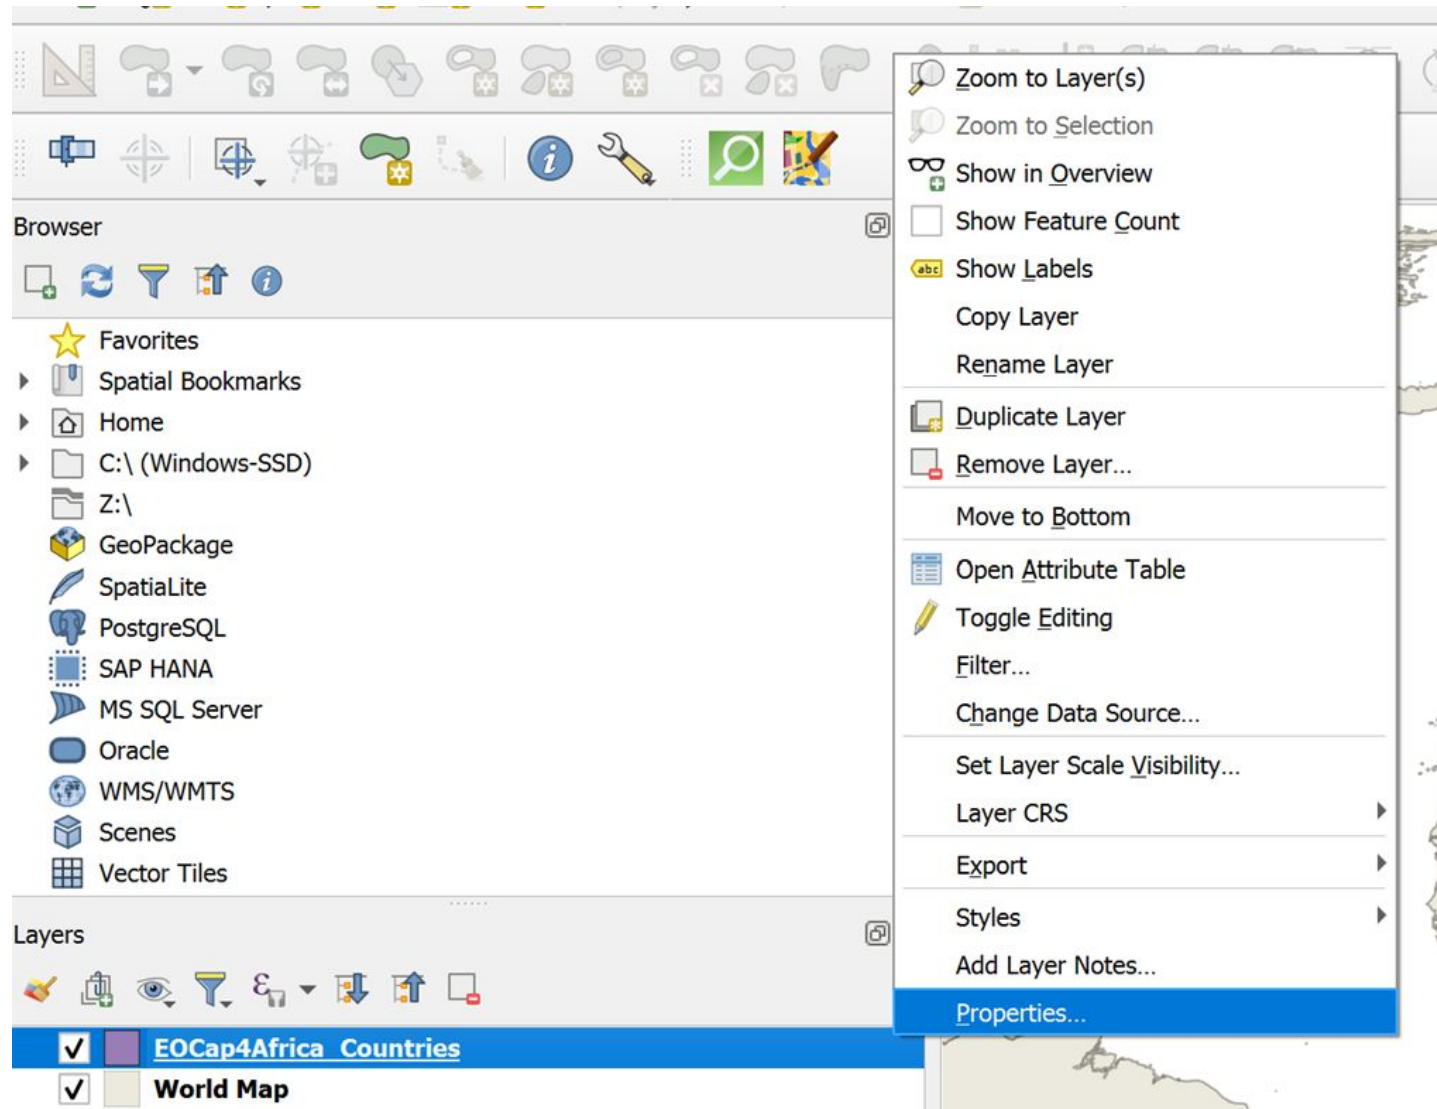 Zoom to Layer(s)
Zoom to Selection
Show in Overview
Show Feature Count
abc Show Labels
Copy Layer
Rename Layer
Duplicate Layer
Remove Layer...
Move to Bottom
Open Attribute Table
Toggle Editing
Filter...
Change Data Source...
Set Layer Scale Visibility...
Layer CRS
Export
Styles
Add Layer Notes...
Properties...
Browser
Favorites
Spatial Bookmarks
Home
C:\ (Windows-SSD)
Z:\
GeoPackage
SpatiaLite
PostgreSQL
SAP HANA
MS SQL Server
Oracle
WMS/WMTS
Scenes
Vector Tiles
Layers
EOCap4Africa_Countries
World Map